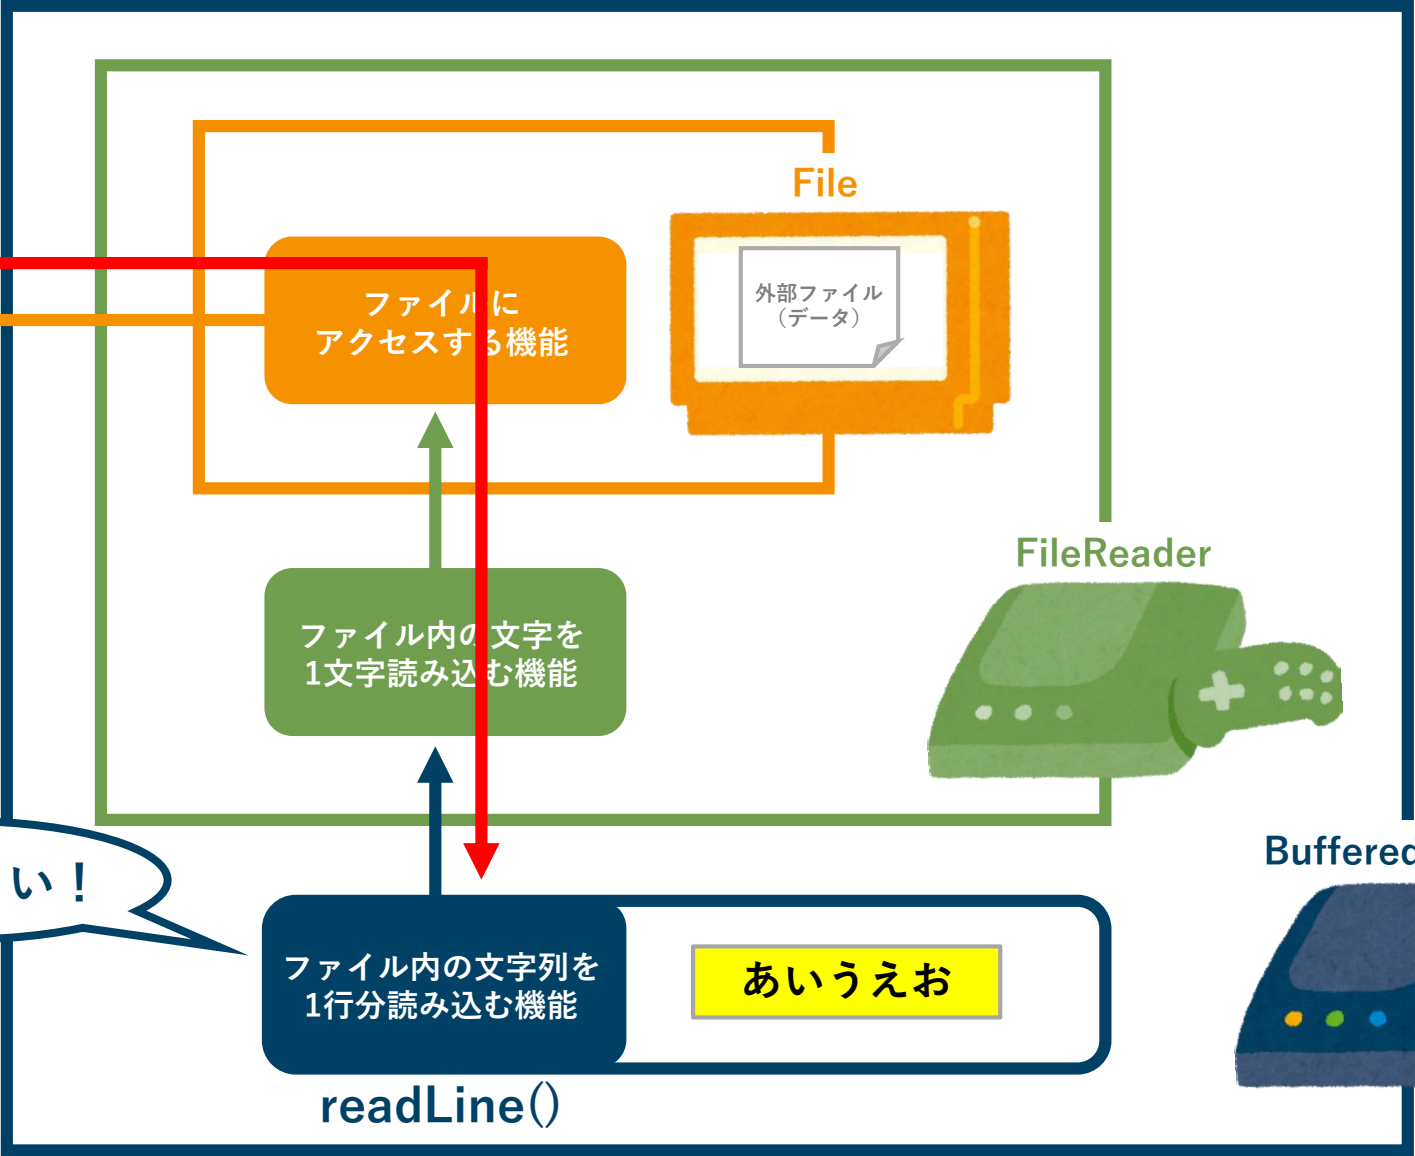 File
外部ファイル
（データ）
ファイルに
アクセスする機能
FileReader
ファイル内の文字を
1文字読み込む機能
Buffered
い！
ファイル内の文字列を
1行分読み込む機能
あいうえお
readLine()